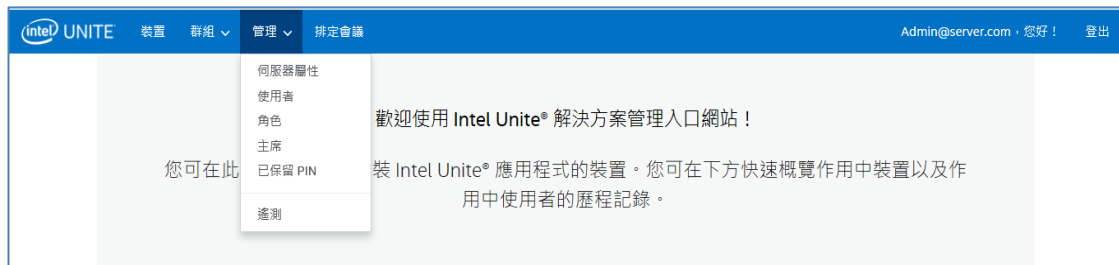 intel UNITE 裝置 群組 管理 排定會議 Admin@server.com,您好! 登出
伺服器屬性
使用者
角色
主席
已保留 PIN
遙測
歡迎使用 Intel Unite® 解決方案管理入口網站!
您可在此 裝 Intel Unite® 應用程式的裝置。您可在下方快速概覽作用中裝置以及作
用中使用者的歷程記錄。